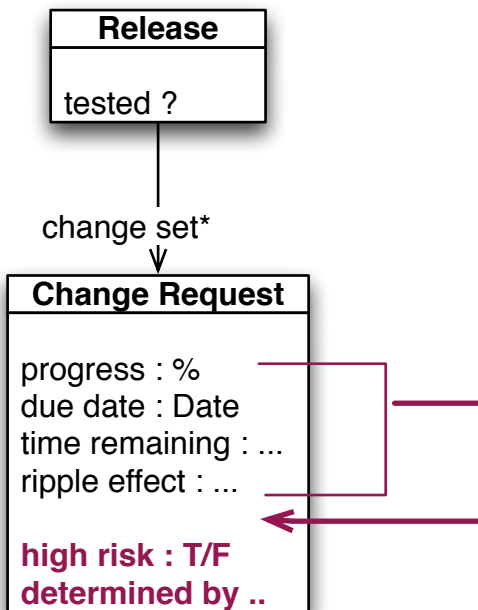 Release
tested ?
change set*
Change Request
progress : %
due date : Date
time remaining : ...
ripple effect : ...
high risk : T/F
determined by ..